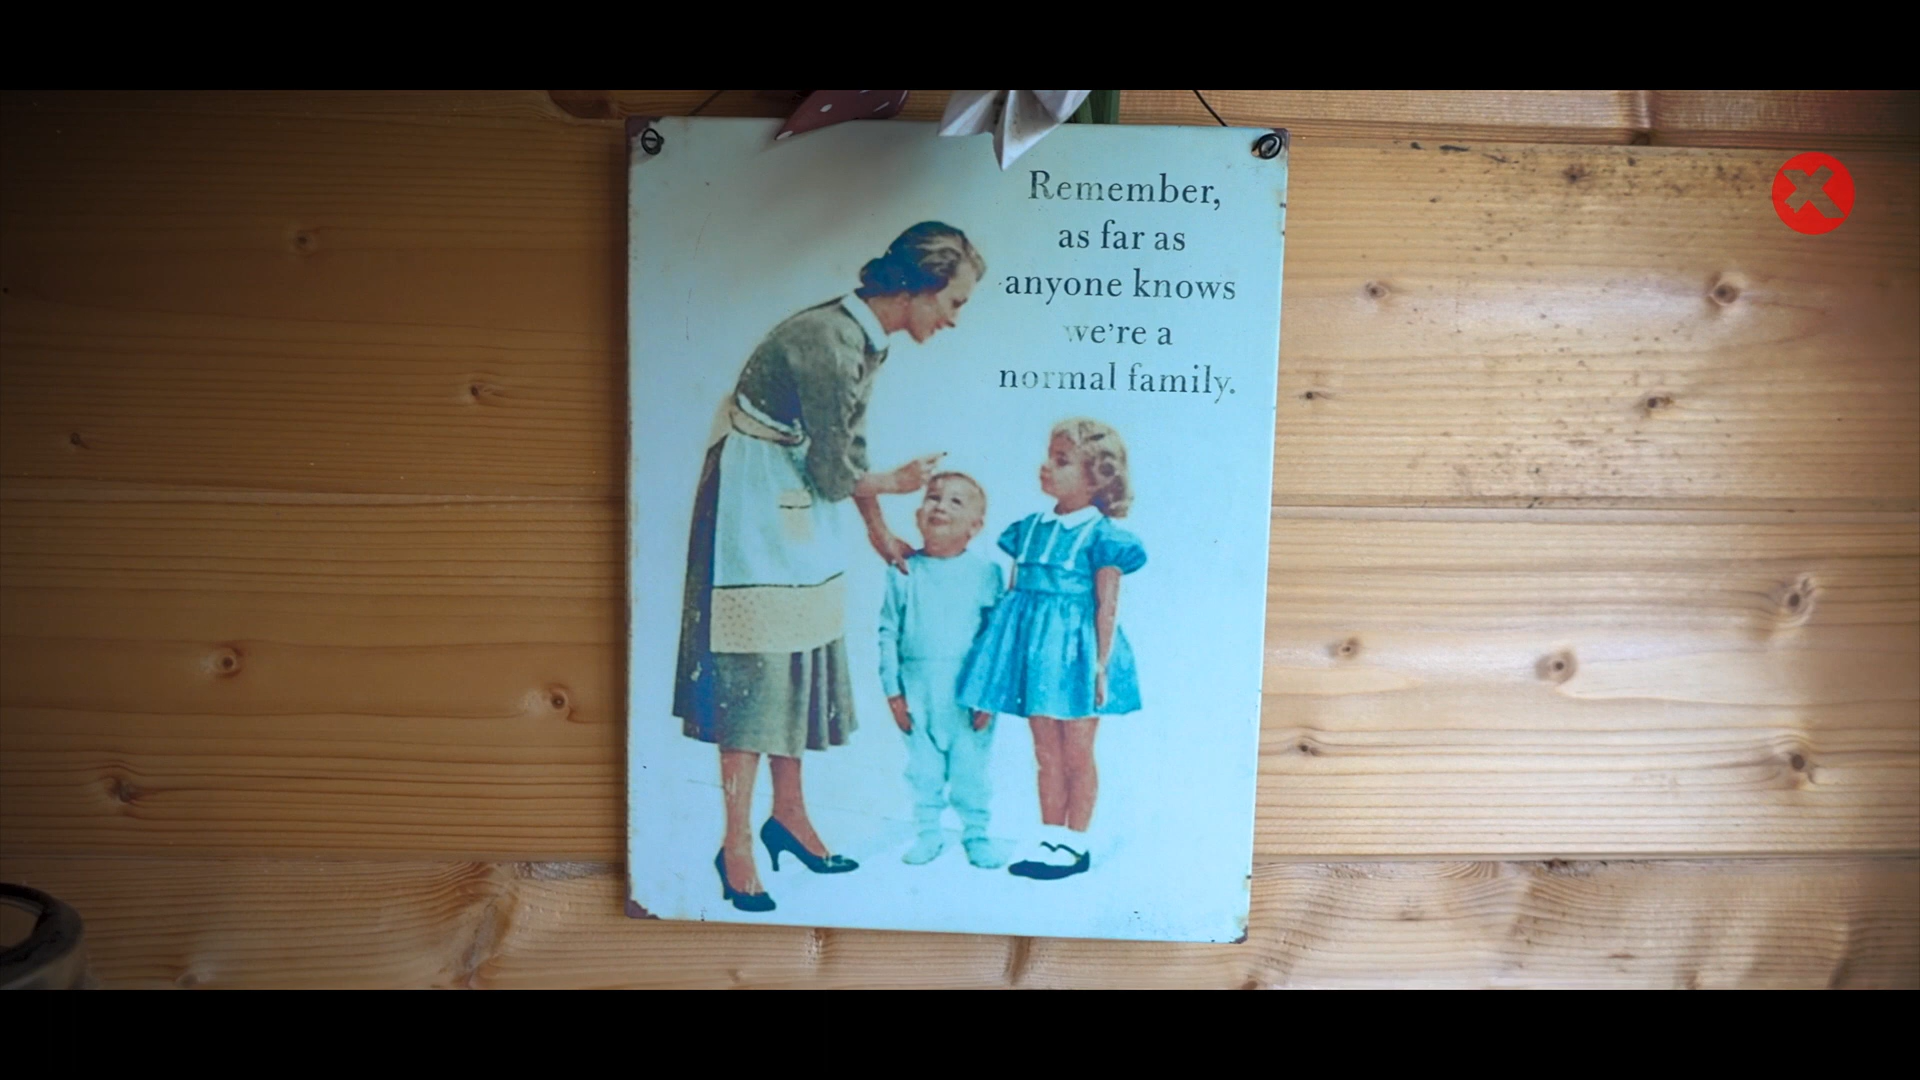 Remember,
as far as
anyone knows
we're a
normal family.